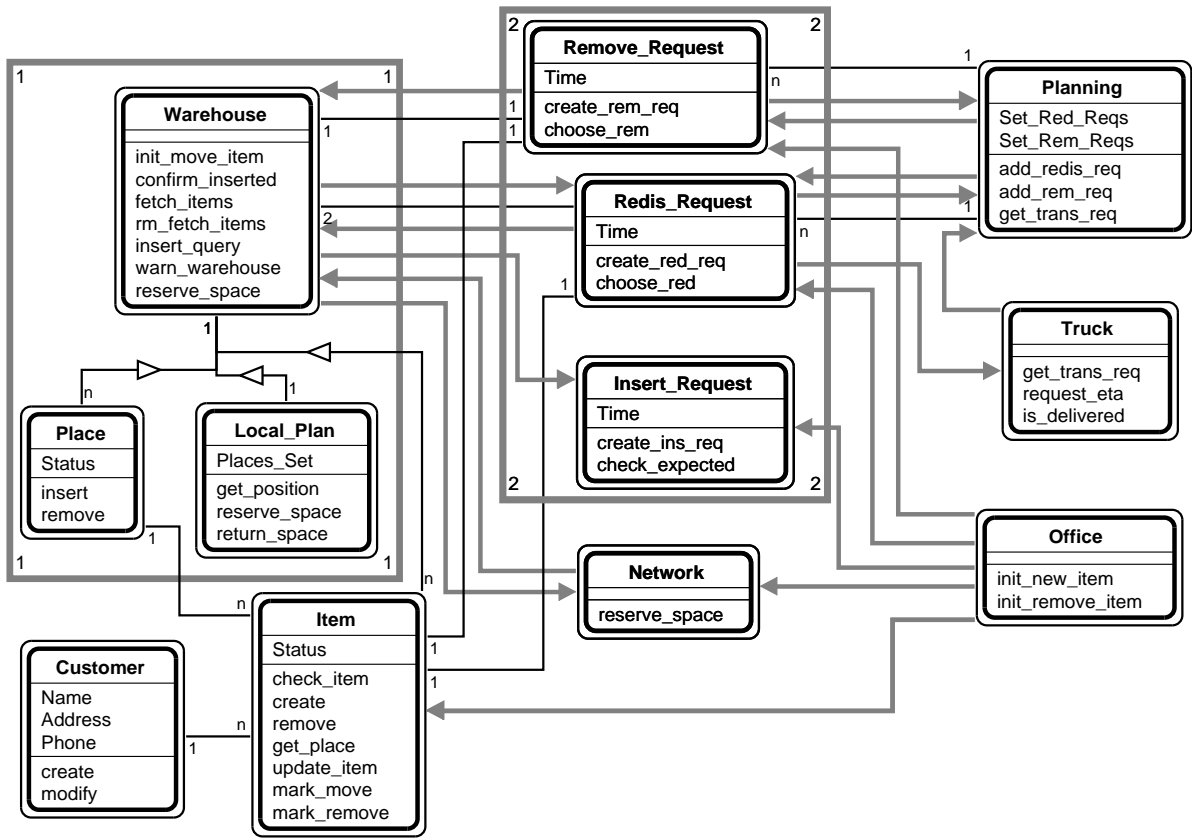 2 2
Remove_Request
Time
create_rem_req
choose_rem
1
n
Planning
Set_Red_Reqs
Set_Rem_Reqs
add_redis_req
add_rem_req
get_trans_req
1 1
Warehouse
init_move_item
confirm_inserted
fetch_items
rm_fetch_items
insert_query
warn_warehouse
reserve_space
1
1
1
2
1
Redis_Request
Time
create_red_req
choose_red
1
n
1
Truck
get_trans_req
request_eta
is_delivered
n
1
Place
Status
insert
remove
1
Local_Plan
Places_Set
get_position
reserve_space
return_space
1 1
Insert_Request
Time
create_ins_req
check_expected
2 2
Office
init_new_item
init_remove_item
Network
reserve_space
n
n
Item
Status
check_item
create
remove
get_place
update_item
mark_move
mark_remove
1
1
Customer
Name
Address
Phone
create
modify
n
1